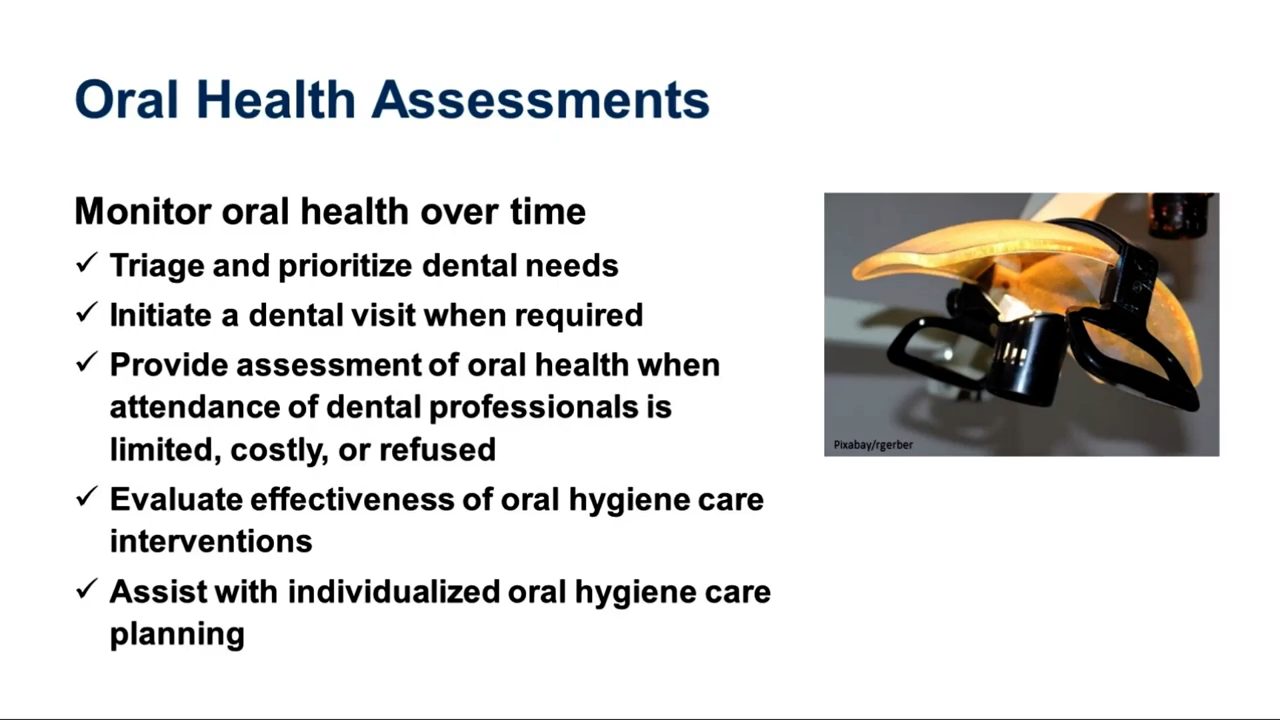 Oral Health Assessments
Monitor oral health over time
✓ Triage and prioritize dental needs
✓ Initiate a dental visit when required
✓ Provide assessment of oral health when
attendance of dental professionals is
limited, costly, or refused
✓ Evaluate effectiveness of oral hygiene care
interventions
✓ Assist with individualized oral hygiene care
planning
Pixabay/rgerber